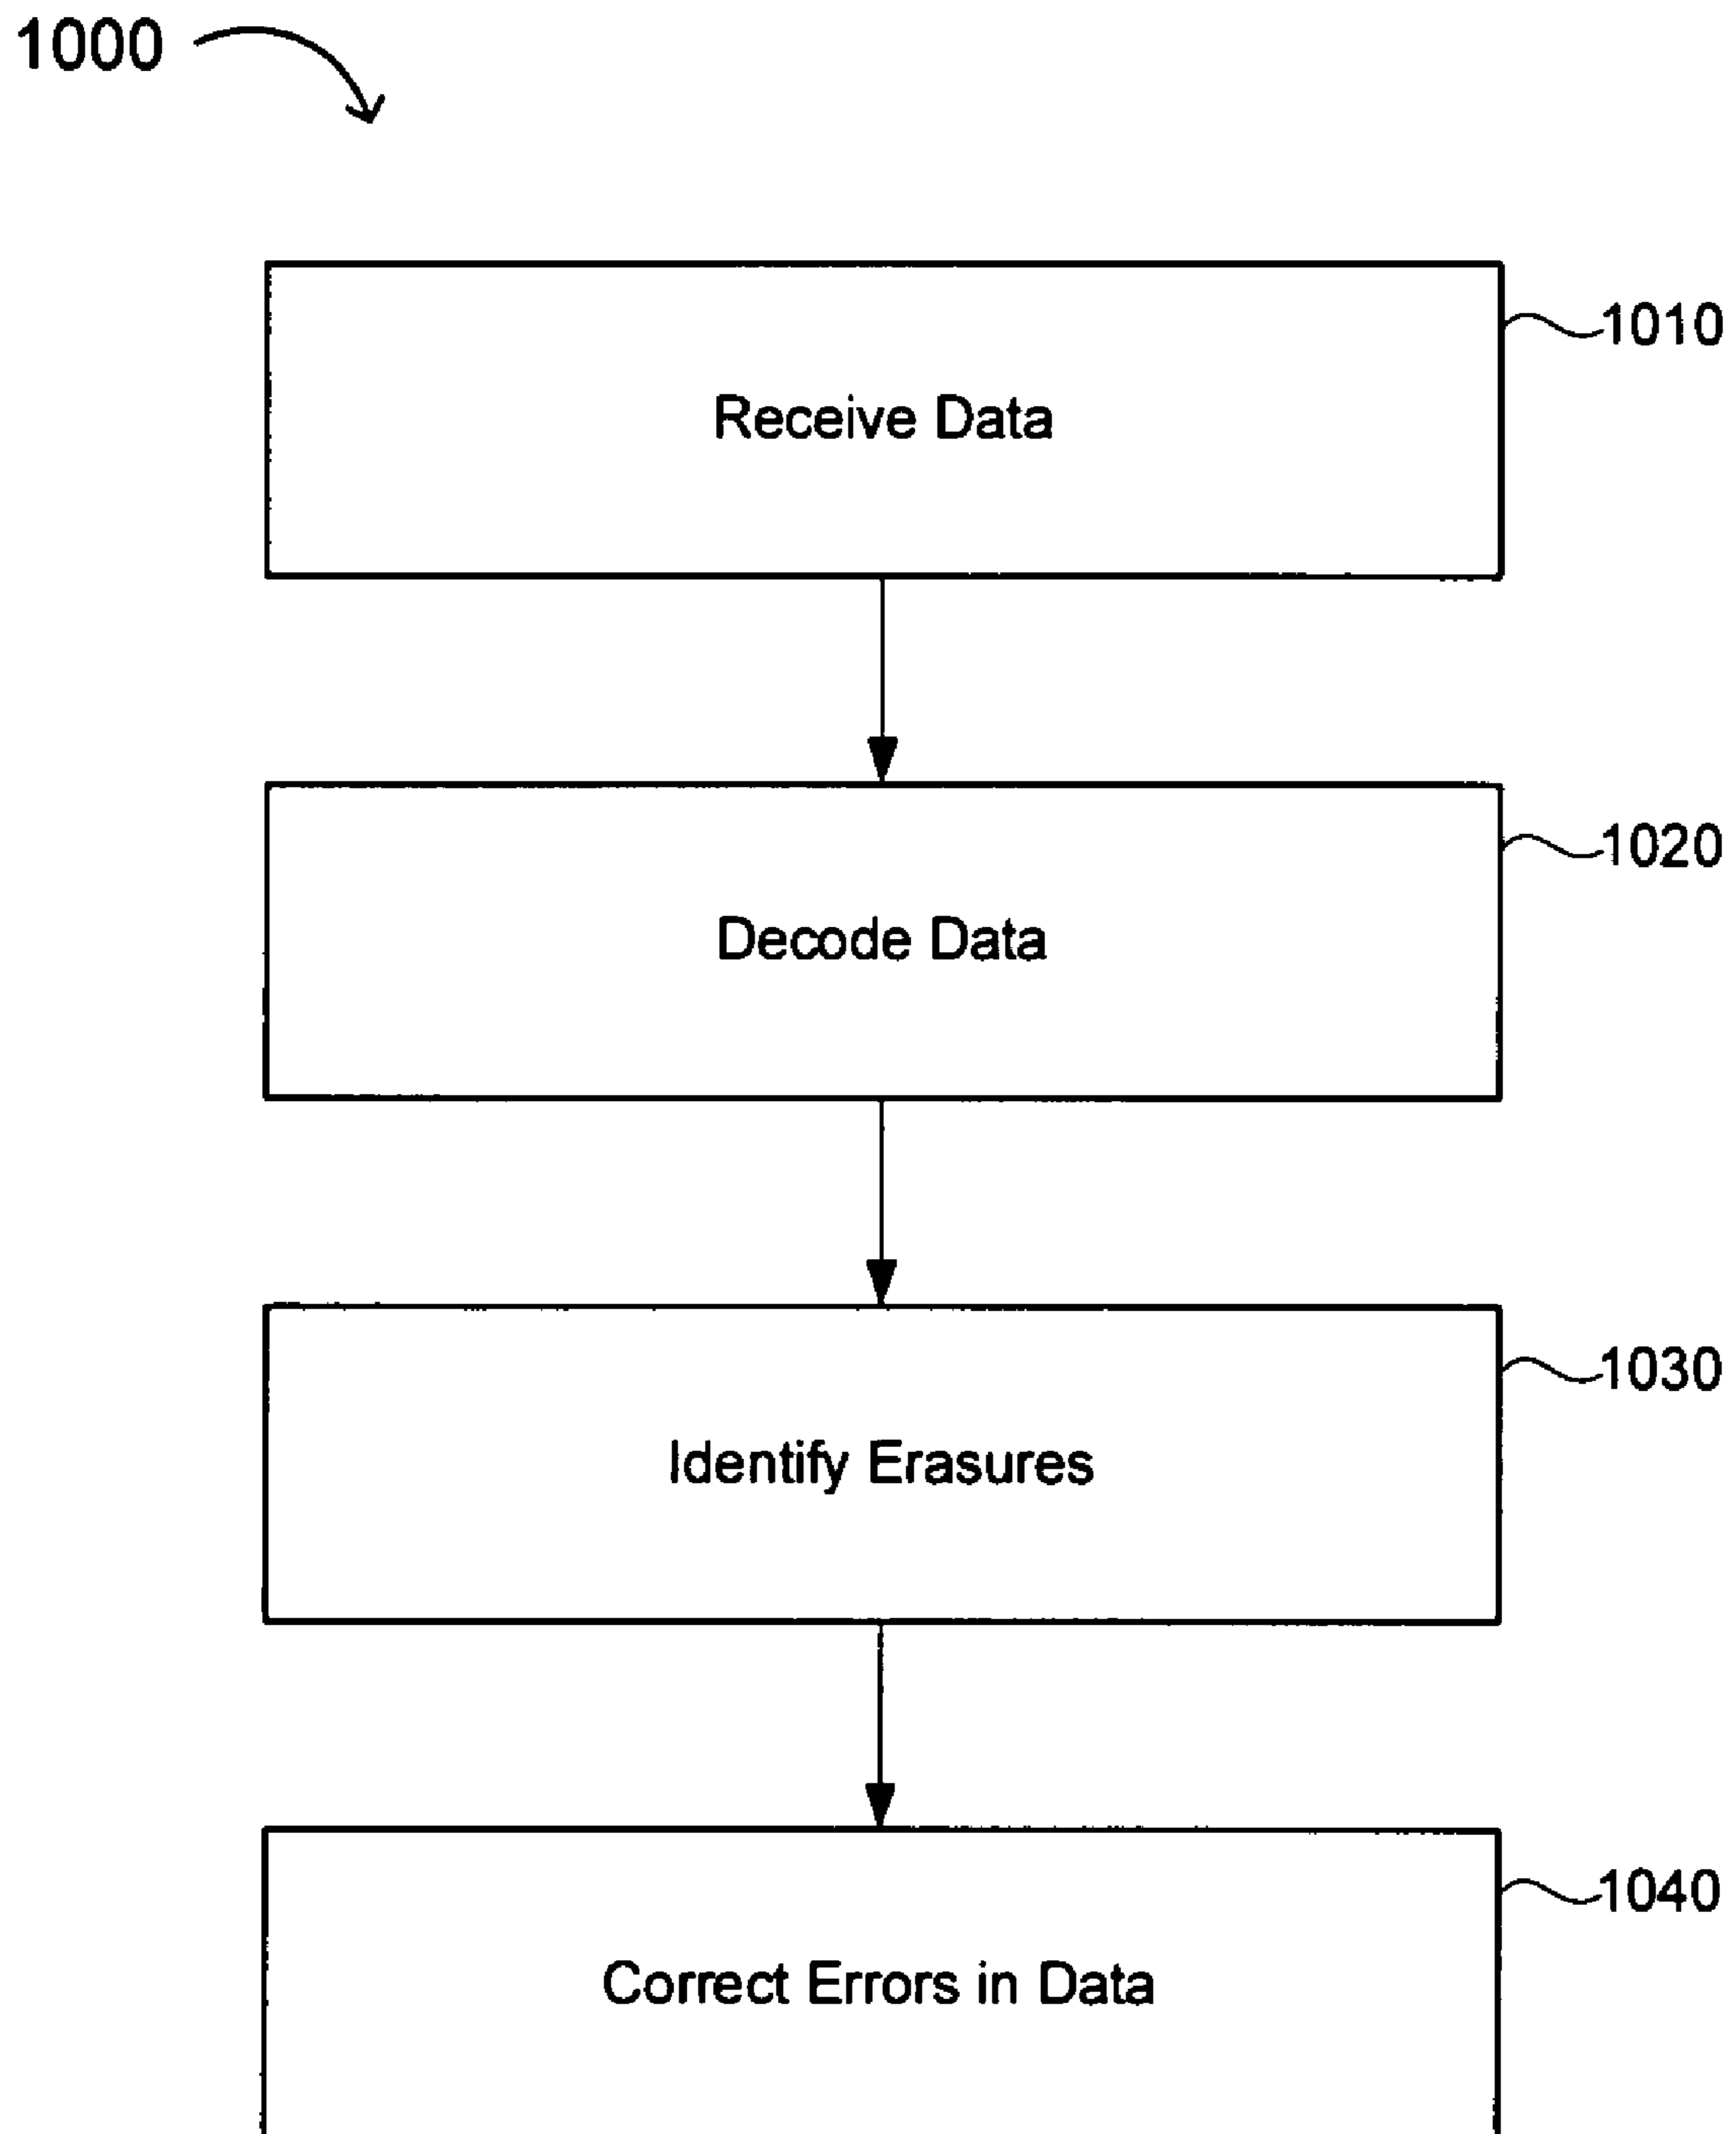 1000
1010
Receive Data
1020
Decode Data
1030
Identify Erasures
1040
Correct Errors in Data